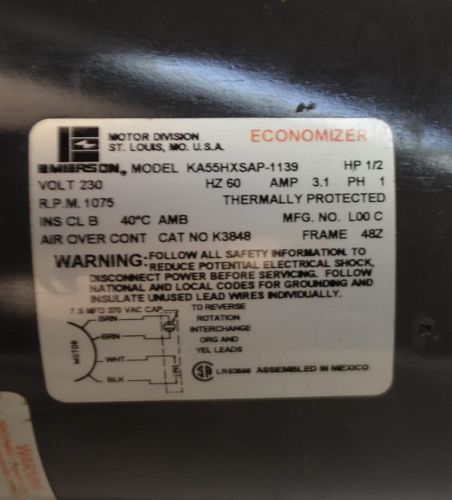 MOTOR DIVISION
ST. LOUIS, MO. U.S.A.
ECONOMIZER
EMERSON. MODEL KA55HXSAP-1139 HP 1/2
VOLT 230 HZ 60 AMP 3.1 PH 1
R.P.M. 1075 THERMALLY PROTECTED
INS CL B 40°C AMB MFG. NO. L00 C
AIR OVER CONT CAT NO K3848 FRAME 48Z
WARNING-FOLLOW ALL SAFETY INFORMATION. TO
REDUCE POTENTIAL ELECTRICAL SHOCK,
DISCONNECT POWER BEFORE SERVICING. FOLLOW
NATIONAL AND LOCAL CODES FOR GROUNDING AND
INSULATE UNUSED LEAD WIRES INDIVIDUALLY.
7.5 MFD 370 VAC CAP.
MOTOR
BRN
BRN
WHT
BLK
LINE
TO REVERSE
ROTATION
INTERCHANGE
ORG AND
YEL LEADS
ASSEMBLED IN MEXICO
WARNING